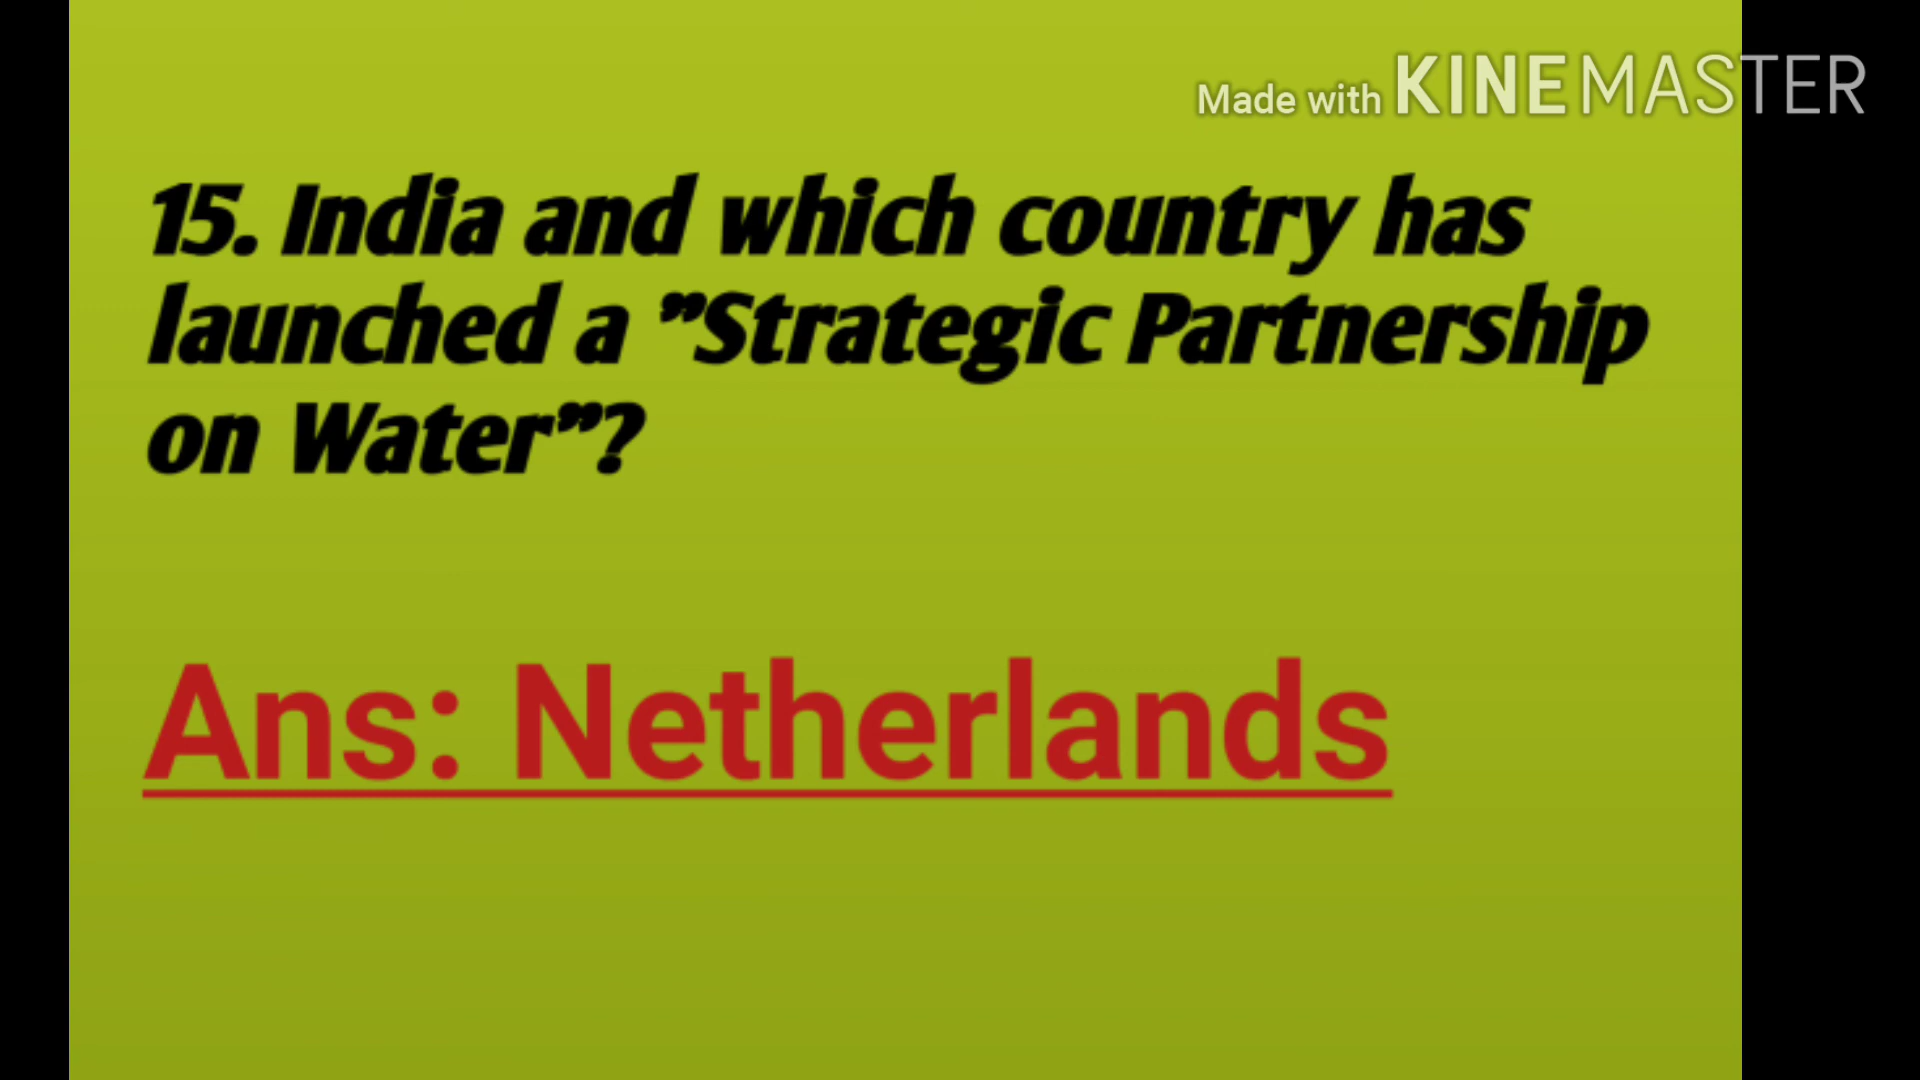 Made with KINEMASTER
15. India and which country has
launched a ”Strategic Partnership
on Water”?
Ans: Netherlands